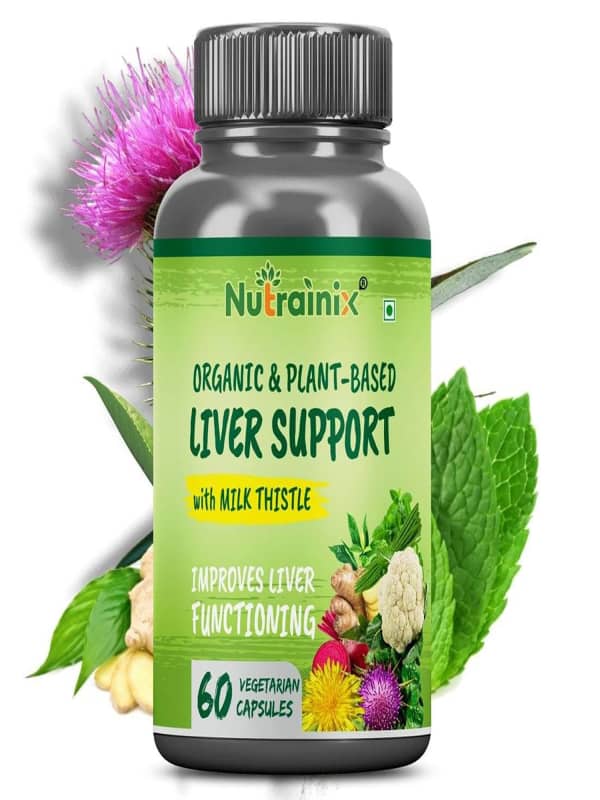 Nutrainix®
ORGANIC & PLANT-BASED
LIVER SUPPORT
with MILK THISTLE
IMPROVES LIVER
FUNCTIONING
60 VEGETARIAN
CAPSULES